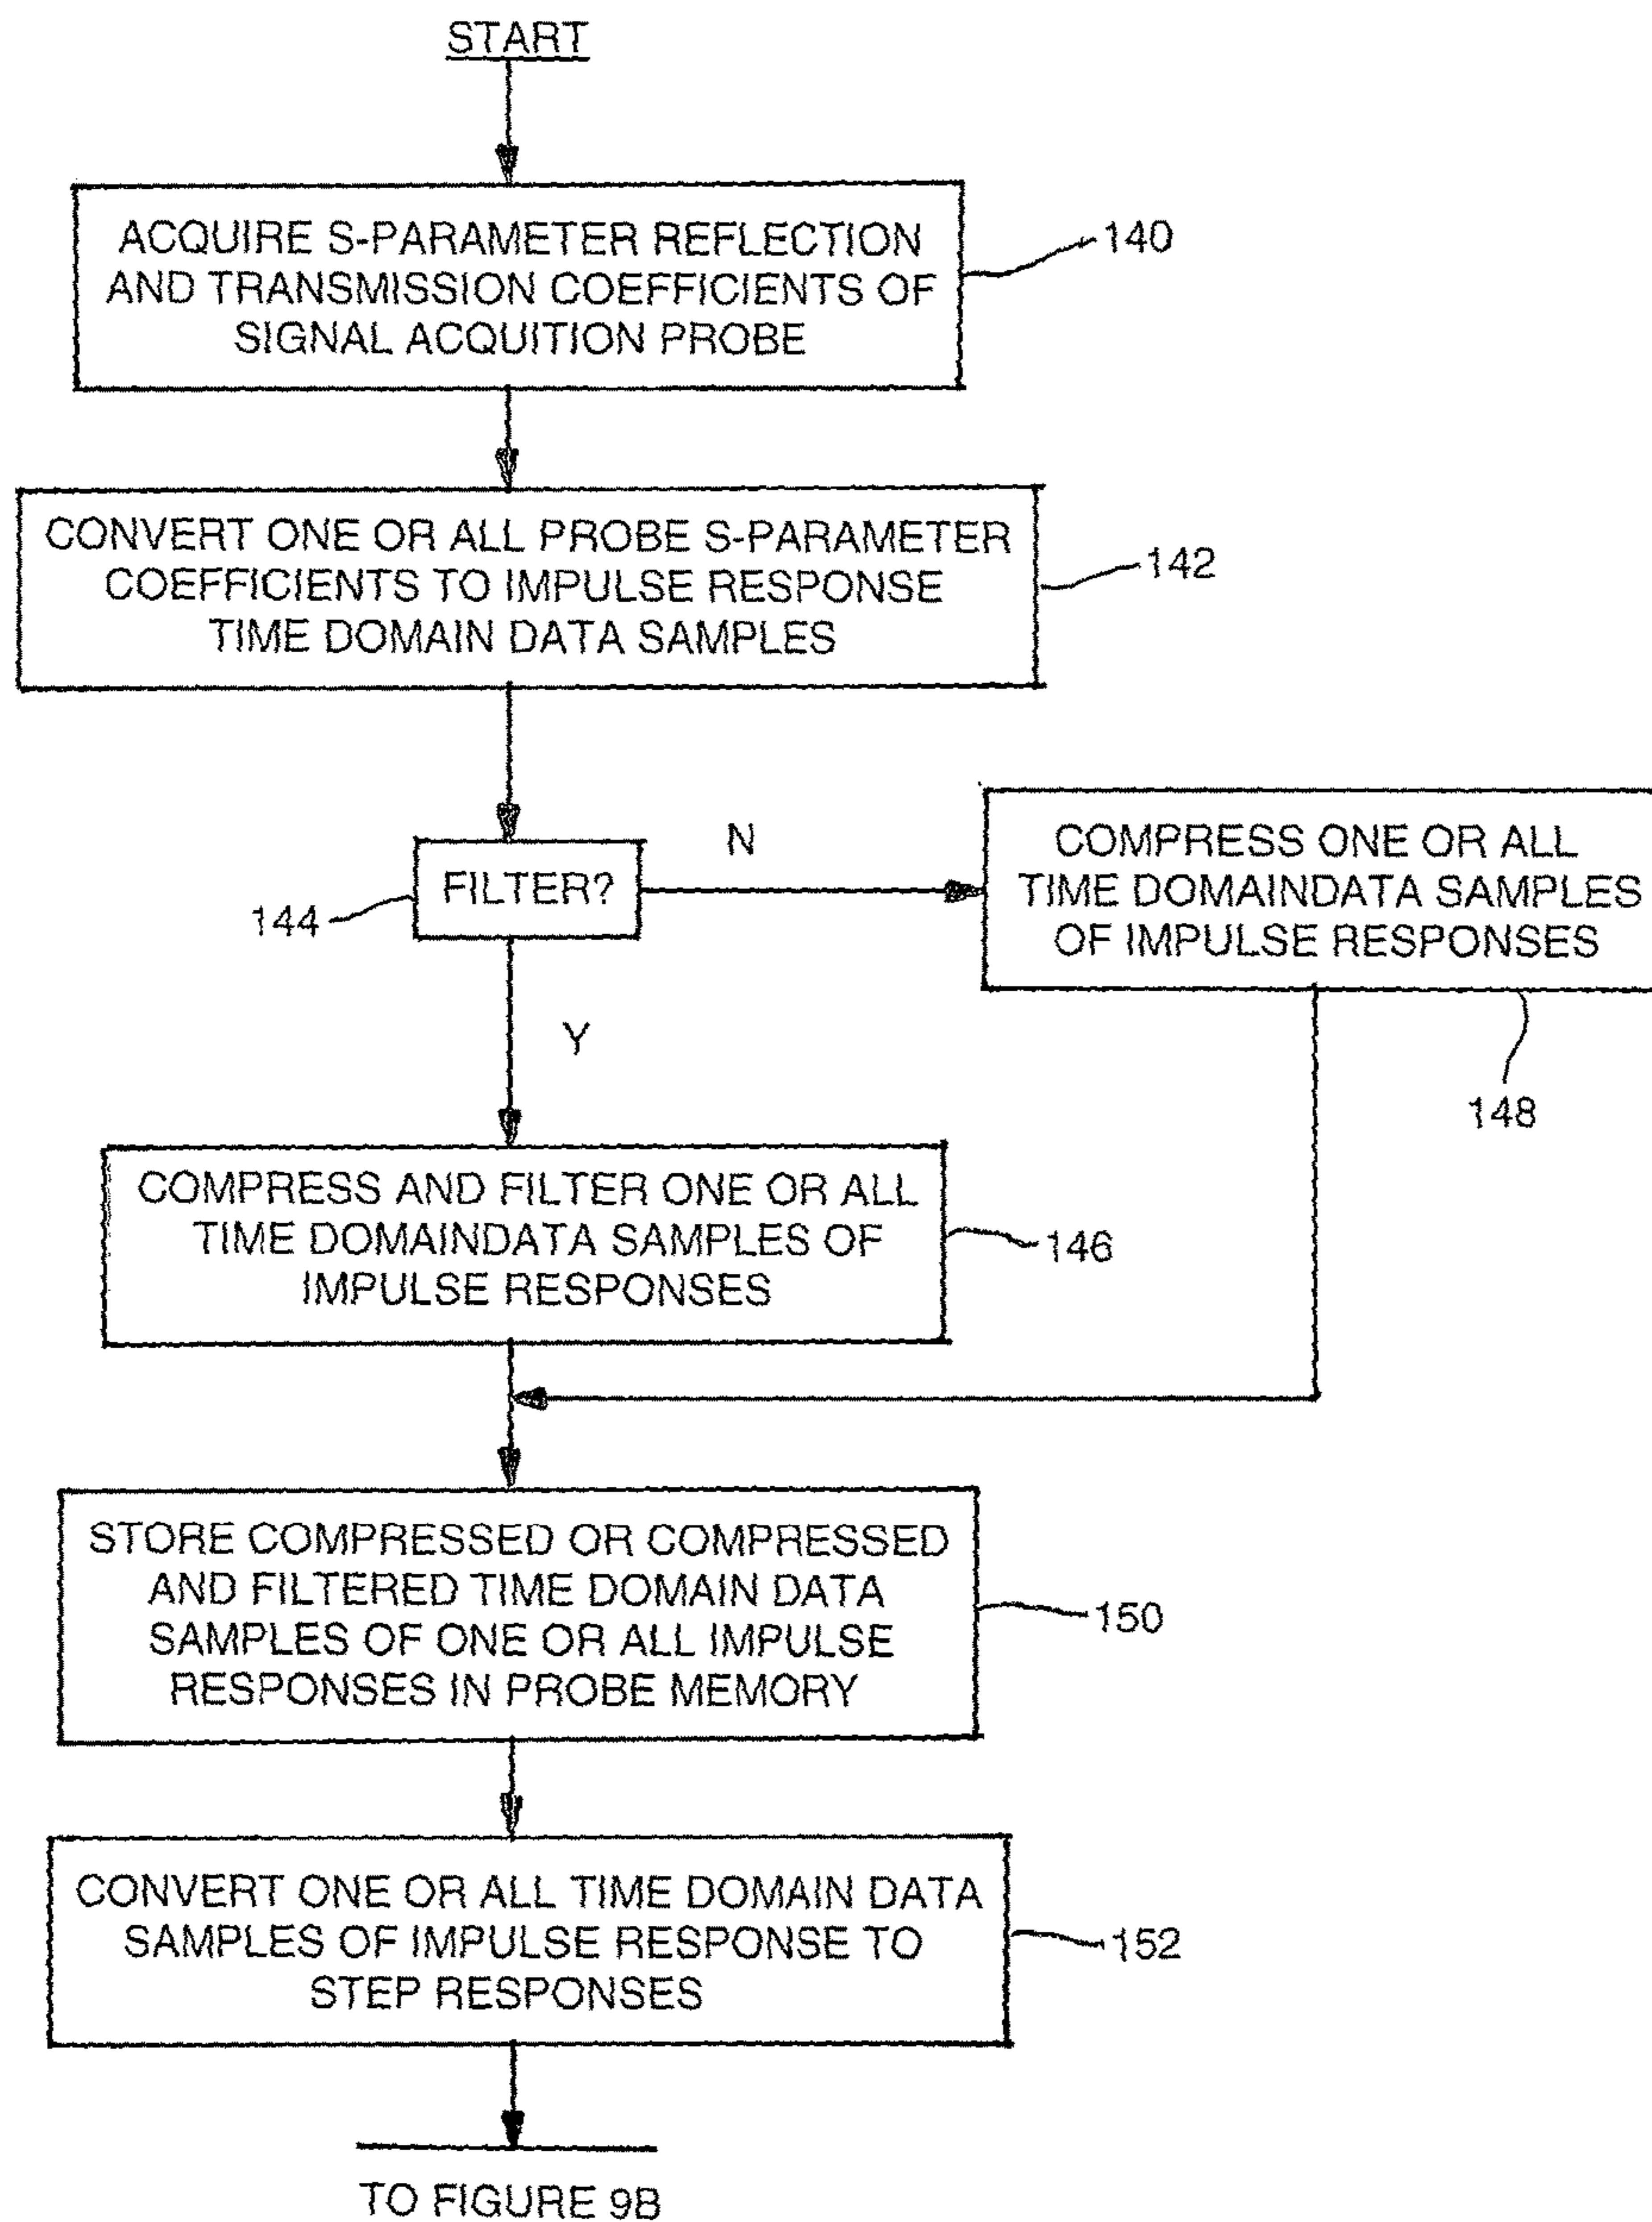 START
ACQUIRE S-PARAMETER REFLECTION
AND TRANSMISSION COEFFICIENTS OF
SIGNAL ACQUITION PROBE
140
CONVERT ONE OR ALL PROBE S-PARAMETER
COEFFICIENTS TO IMPULSE RESPONSE
TIME DOMAIN DATA SAMPLES
142
FILTER?
144
N
COMPRESS ONE OR ALL
TIME DOMAINDATA SAMPLES
OF IMPULSE RESPONSES
148
Y
COMPRESS AND FILTER ONE OR ALL
TIME DOMAINDATA SAMPLES OF
IMPULSE RESPONSES
146
STORE COMPRESSED OR COMPRESSED
AND FILTERED TIME DOMAIN DATA
SAMPLES OF ONE OR ALL IMPULSE
RESPONSES IN PROBE MEMORY
150
CONVERT ONE OR ALL TIME DOMAIN DATA
SAMPLES OF IMPULSE RESPONSE TO
STEP RESPONSES
152
TO FIGURE 9B